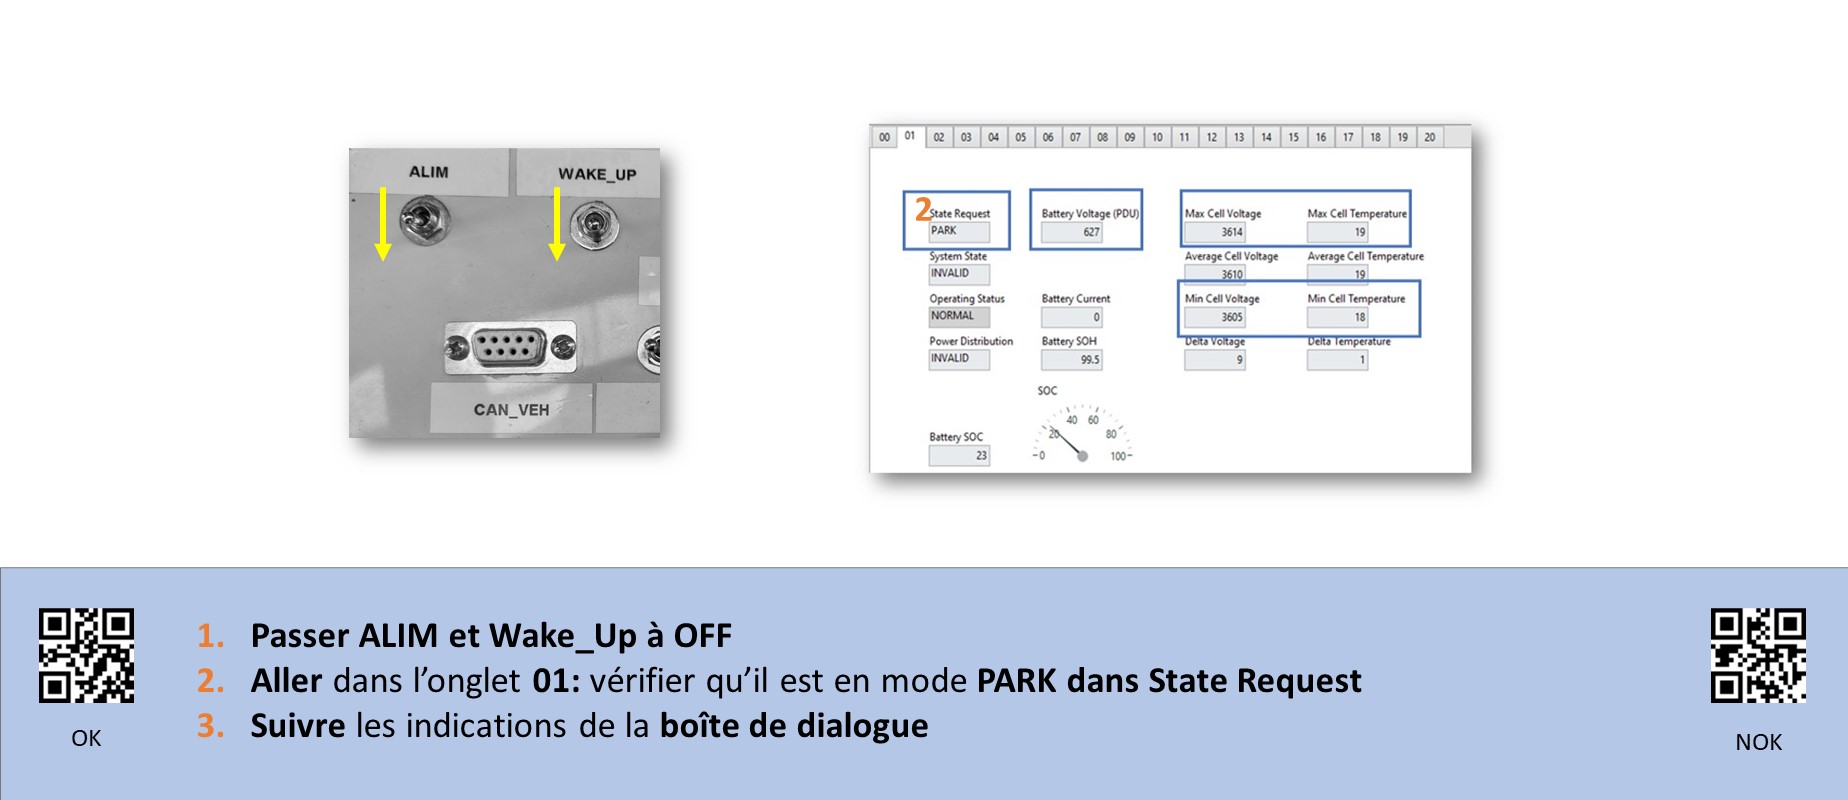 ALIM
WAKE_UP
CAN_VEH
00 01 02 03 04 05 06 07 08 09 10 11 12 13 14 15 16 17 18 19 20
2
State Request
PARK
Battery Voltage (PDU)
627
Max Cell Voltage
3614
Max Cell Temperature
19
System State
INVALID
Average Cell Voltage
3610
Average Cell Temperature
19
Operating Status
NORMAL
Battery Current
0
Min Cell Voltage
3605
Min Cell Temperature
18
Power Distribution
INVALID
Battery SOH
99.5
Delta Voltage
9
Delta Temperature
1
SOC
0 20 40 60 80 100
Battery SOC
23
1. Passer ALIM et Wake_Up à OFF
2. Aller dans l’onglet 01: vérifier qu’il est en mode PARK dans State Request
3. Suivre les indications de la boîte de dialogue
OK
NOK